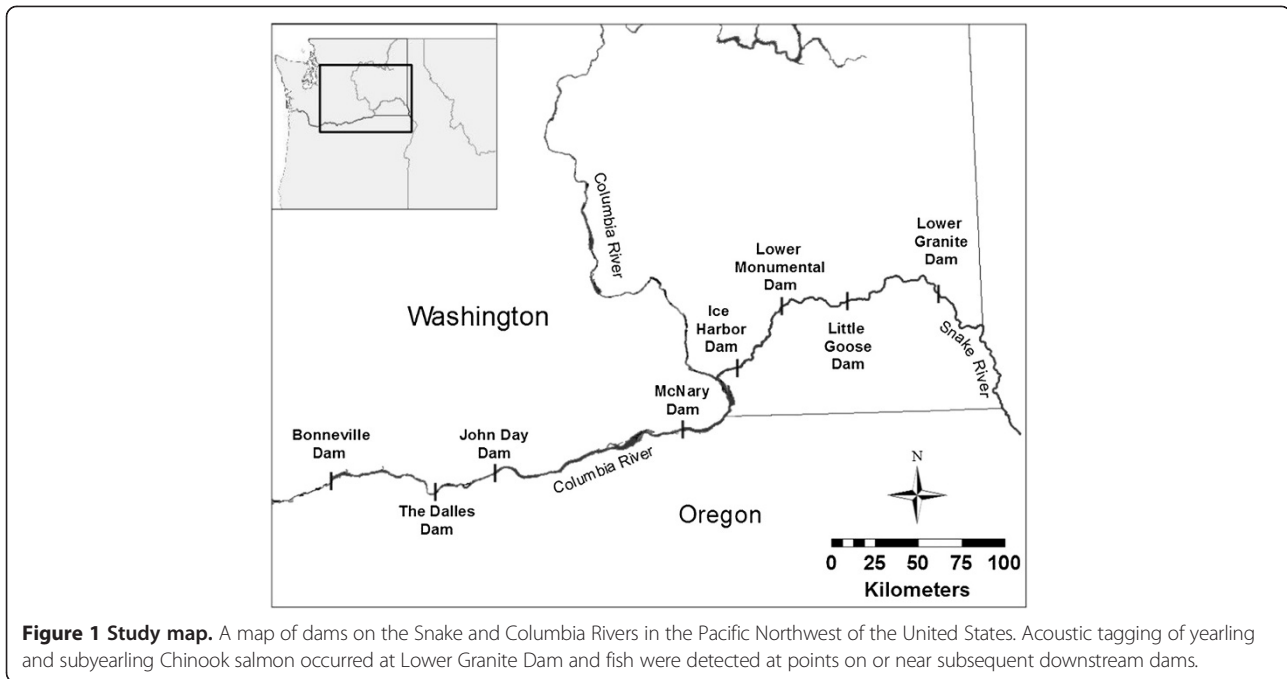 Columbia River
Washington
Lower
Granite
Dam
Lower
Monumental
Dam
Ice
Harbor
Dam
Little
Goose
Dam
Snake River
McNary
Dam
Bonneville
Dam
John Day
Dam
The Dalles
Dam
Columbia River
Oregon
N
0 25 50 75 100
Kilometers
Figure 1 Study map. A map of dams on the Snake and Columbia Rivers in the Pacific Northwest of the United States. Acoustic tagging of yearling
and subyearling Chinook salmon occurred at Lower Granite Dam and fish were detected at points on or near subsequent downstream dams.